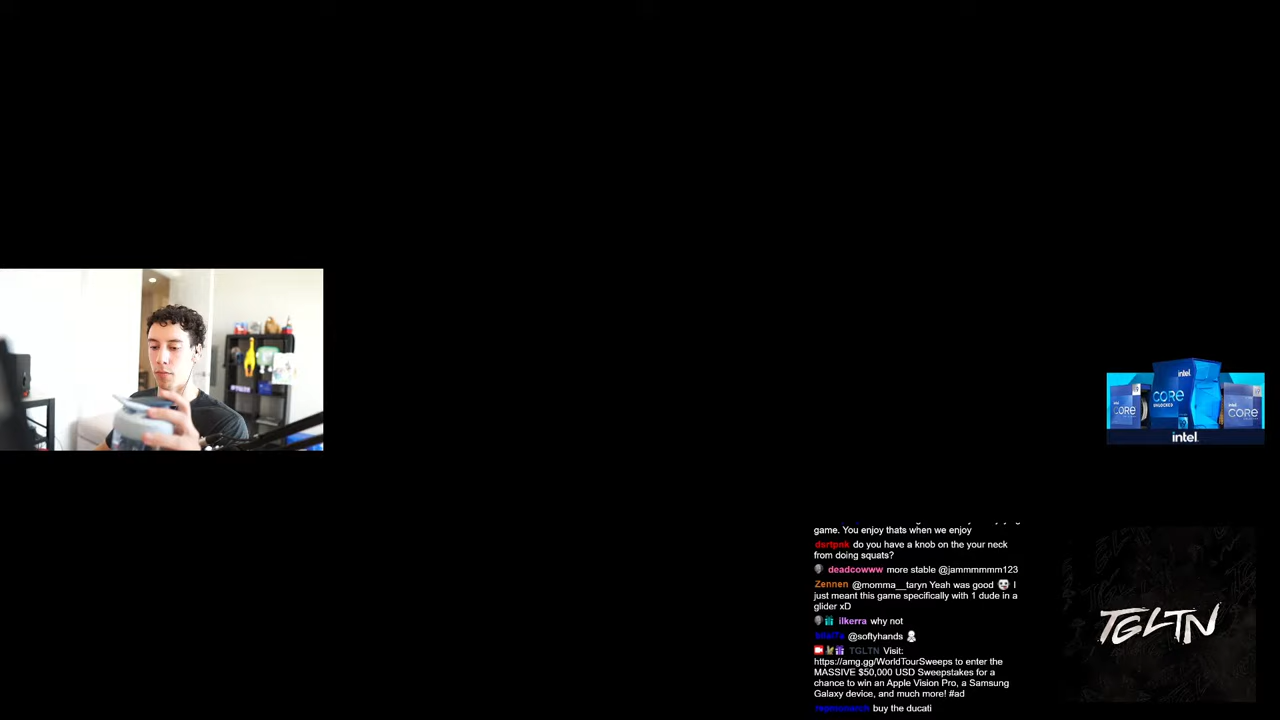 intel
CORE
UNLOCKED
CORE
CORE
intel
game. You enjoy thats when we enjoy
dsrtpnk do you have a knob on the your neck
from doing squats?
deadcowww more stable @jammmmmm123
Zennen @momma__taryn Yeah was good I
just meant this game specifically with 1 dude in a
glider xD
ilkerra why not
@softyhands
TGLTN Visit:
https://amg.gg/WorldTourSweeps to enter the
MASSIVE $50,000 USD Sweepstakes for a
chance to win an Apple Vision Pro, a Samsung
Galaxy device, and much more! #ad
buy the ducati
TGLTN